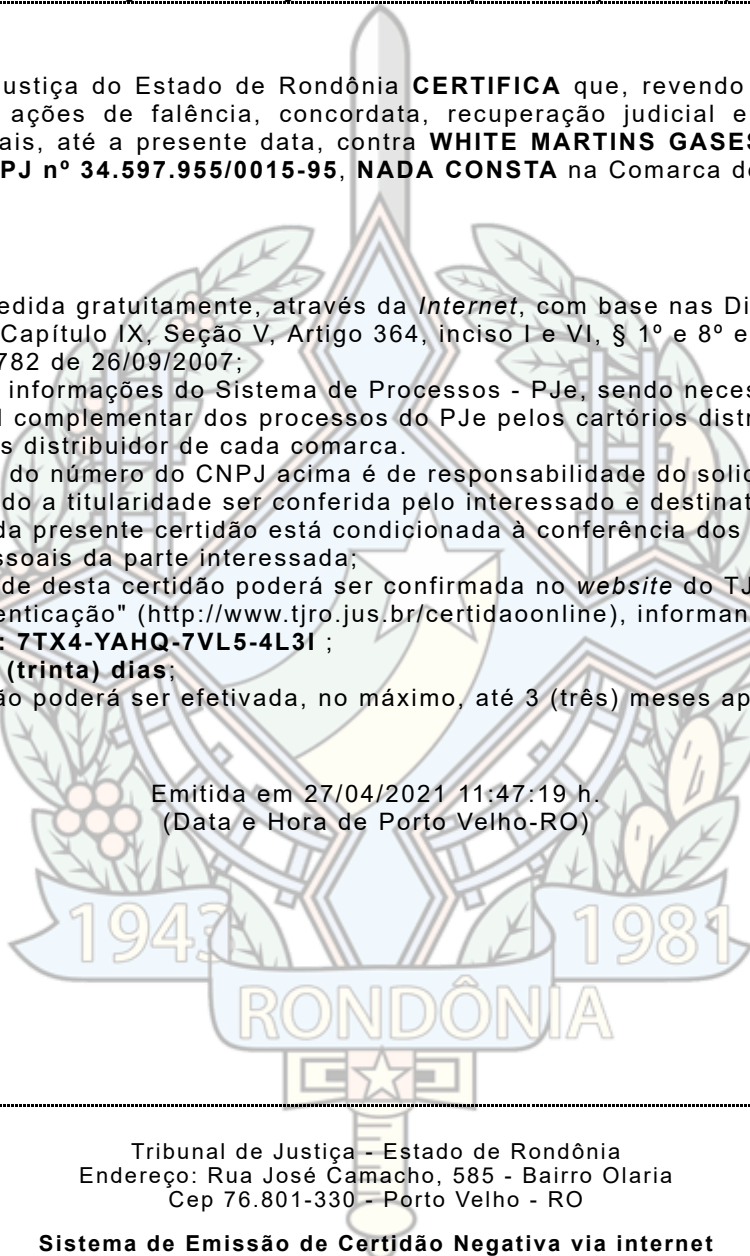 ustiça do Estado de Rondônia CERTIFICA que, revendo
ações de falência, concordata, recuperação judicial e
ais, até a presente data, contra WHITE MARTINS GASES
PJ nº 34.597.955/0015-95, NADA CONSTA na Comarca de
edida gratuitamente, através da Internet, com base nas Di
Capítulo IX, Seção V, Artigo 364, inciso I e VI, § 1º e 8º e
782 de 26/09/2007;
informações do Sistema de Processos - PJe, sendo neces
l complementar dos processos do PJe pelos cartórios distr
s distribuidor de cada comarca.
do número do CNPJ acima é de responsabilidade do solic
do a titularidade ser conferida pelo interessado e destinat
da presente certidão está condicionada à conferência dos
ssoais da parte interessada;
de desta certidão poderá ser confirmada no website do TJ
enticação" (http://www.tjro.jus.br/certidaoonline), informan
: 7TX4-YAHQ-7VL5-4L3I ;
(trinta) dias;
ão poderá ser efetivada, no máximo, até 3 (três) meses ap
Emitida em 27/04/2021 11:47:19 h.
(Data e Hora de Porto Velho-RO)
1943 1981
RONDÔNIA
Tribunal de Justiça - Estado de Rondônia
Endereço: Rua José Camacho, 585 - Bairro Olaria
Cep 76.801-330 - Porto Velho - RO
Sistema de Emissão de Certidão Negativa via internet